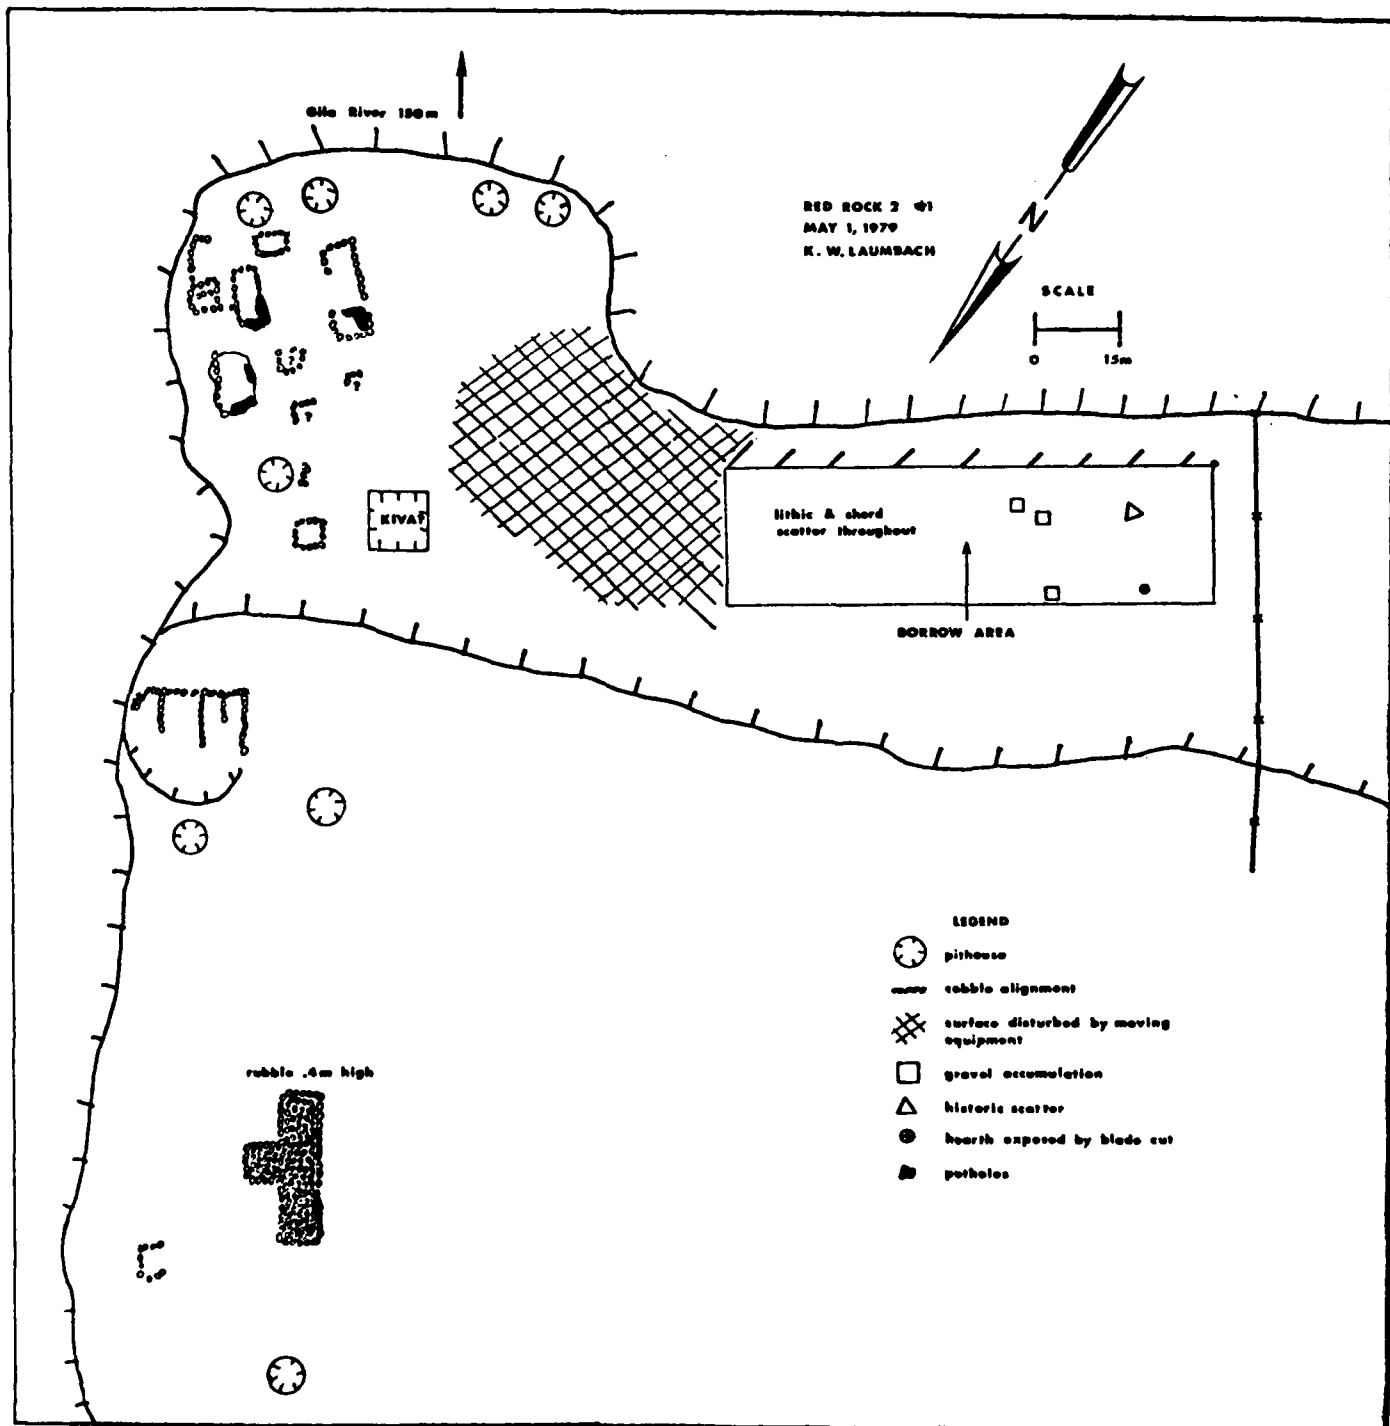 Gila River 150m
RED ROCK 2 #1
MAY 1, 1979
K. W. LAUMBACH
N
SCALE
0 15m
?
?
?
KIVA?
lithic & sherd
scatter throughout
BORROW AREA
LEGEND
pithouse
cobble alignment
surface disturbed by moving
equipment
gravel accumulation
historic scatter
hearth exposed by blade cut
potholes
rubble .4m high